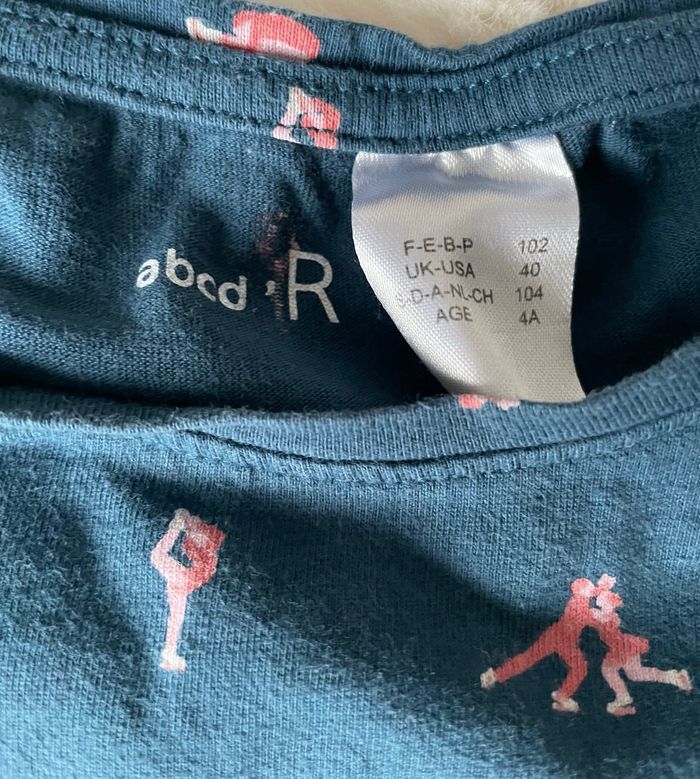 abcd'R
F-E-B-P 102
UK-USA 40
D-A-NL-CH 104
AGE 4A